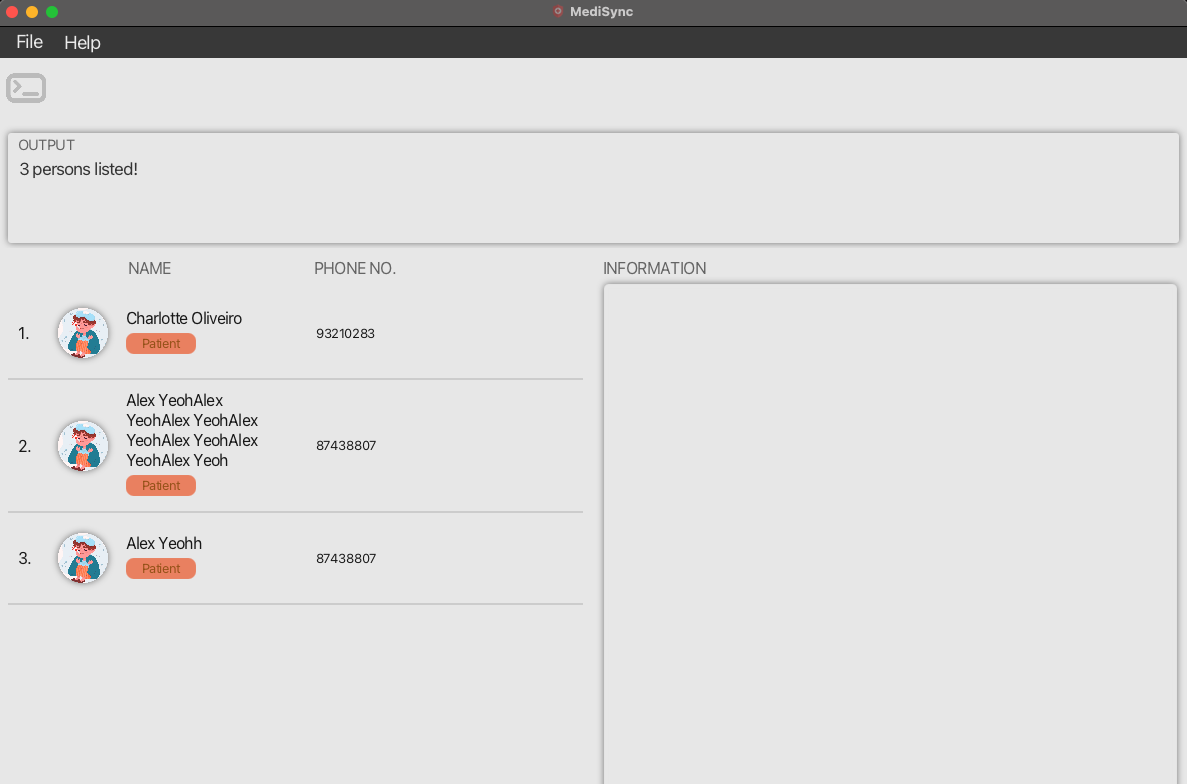 MediSync
File Help
OUTPUT
3 persons listed!
NAME PHONE NO. INFORMATION
1. Charlotte Oliveiro 93210283
Patient
2. Alex YeohAlex
YeohAlex YeohAlex
YeohAlex YeohAlex
YeohAlex Yeoh
87438807
Patient
3. Alex Yeohh 87438807
Patient